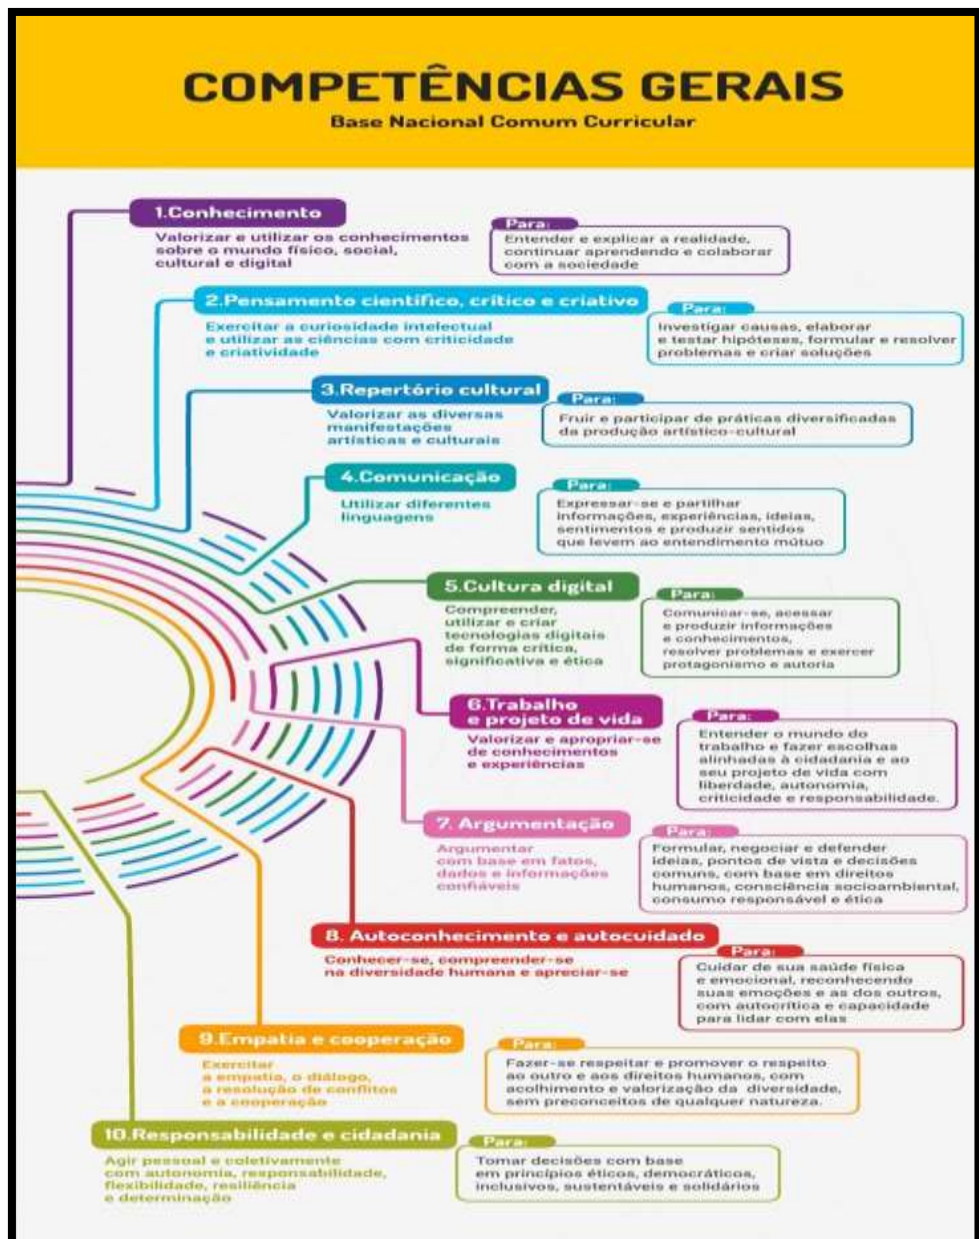 COMPETÊNCIAS GERAIS
Base Nacional Comum Curricular
1.Conhecimento
Valorizar e utilizar os conhecimentos
sobre o mundo físico, social,
cultural e digital
Para:
Entender e explicar a realidade,
continuar aprendendo e colaborar
com a sociedade
2.Pensamento científico, crítico e criativo
Exercitar a curiosidade intelectual
e utilizar as ciências com criticidade
e criatividade
Para:
Investigar causas, elaborar
e testar hipóteses, formular e resolver
problemas e criar soluções
3.Repertório cultural
Valorizar as diversas
manifestações
artísticas e culturais
Para:
Fruir e participar de práticas diversificadas
da produção artístico-cultural
4.Comunicação
Utilizar diferentes
linguagens
Para:
Expressar-se e partilhar
informações, experiências, ideias,
sentimentos e produzir sentidos
que levem ao entendimento mútuo
5.Cultura digital
Compreender,
utilizar e criar
tecnologias digitais
de forma crítica,
significativa e ética
Para:
Comunicar-se, acessar
e produzir informações
e conhecimentos,
resolver problemas e exercer
protagonismo e autoria
6.Trabalho
e projeto de vida
Valorizar e apropriar-se
de conhecimentos
e experiências
Para:
Entender o mundo do
trabalho e fazer escolhas
alinhadas à cidadania e ao
seu projeto de vida com
liberdade, autonomia,
criticidade e responsabilidade.
7. Argumentação
Argumentar
com base em fatos,
dados e informações
confiáveis
Para:
Formular, negociar e defender
ideias, pontos de vista e decisões
comuns, com base em direitos
humanos, consciência socioambiental,
consumo responsável e ética
8. Autoconhecimento e autocuidado
Conhecer-se, compreender-se
na diversidade humana e apreciar-se
Para:
Cuidar de sua saúde física
e emocional, reconhecendo
suas emoções e as dos outros,
com autocrítica e capacidade
para lidar com elas
9.Empatia e cooperação
Exercitar
a empatia, o diálogo,
a resolução de conflitos
e a cooperação
Para:
Fazer-se respeitar e promover o respeito
ao outro e aos direitos humanos, com
acolhimento e valorização da diversidade,
sem preconceitos de qualquer natureza.
10.Responsabilidade e cidadania
Agir pessoal e coletivamente
com autonomia, responsabilidade,
flexibilidade, resiliência
e determinação
Para:
Tomar decisões com base
em princípios éticos, democráticos,
inclusivos, sustentáveis e solidários